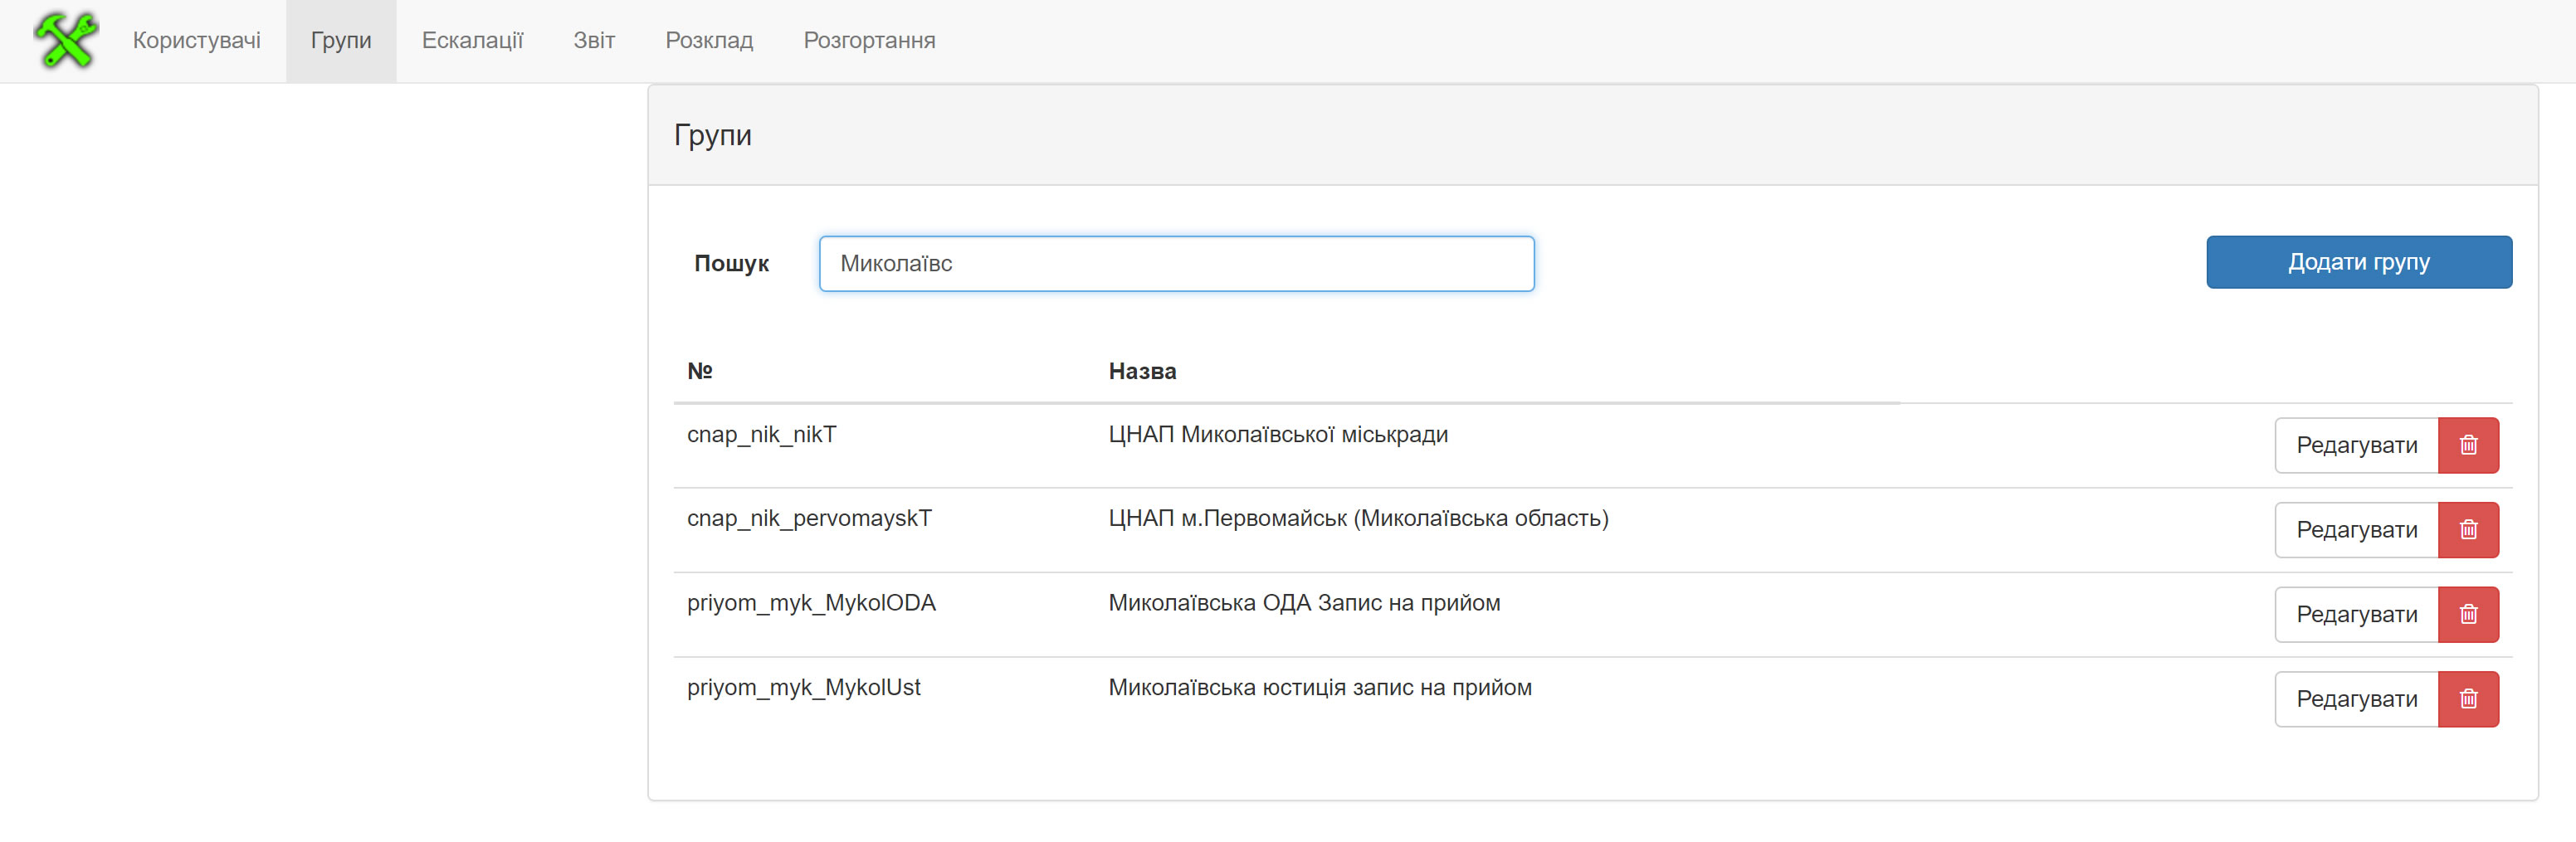 Користувачі Групи Ескалації Звіт Розклад Розгортання
Групи
Пошук Миколаївс Додати групу
№ Назва
cnap_nik_nikT ЦНАП Миколаївської міськради Редагувати
cnap_nik_pervomayskT ЦНАП м.Первомайськ (Миколаївська область) Редагувати
priyom_myk_MykolODA Миколаївська ОДА Запис на прийом Редагувати
priyom_myk_MykolUst Миколаївська юстиція запис на прийом Редагувати